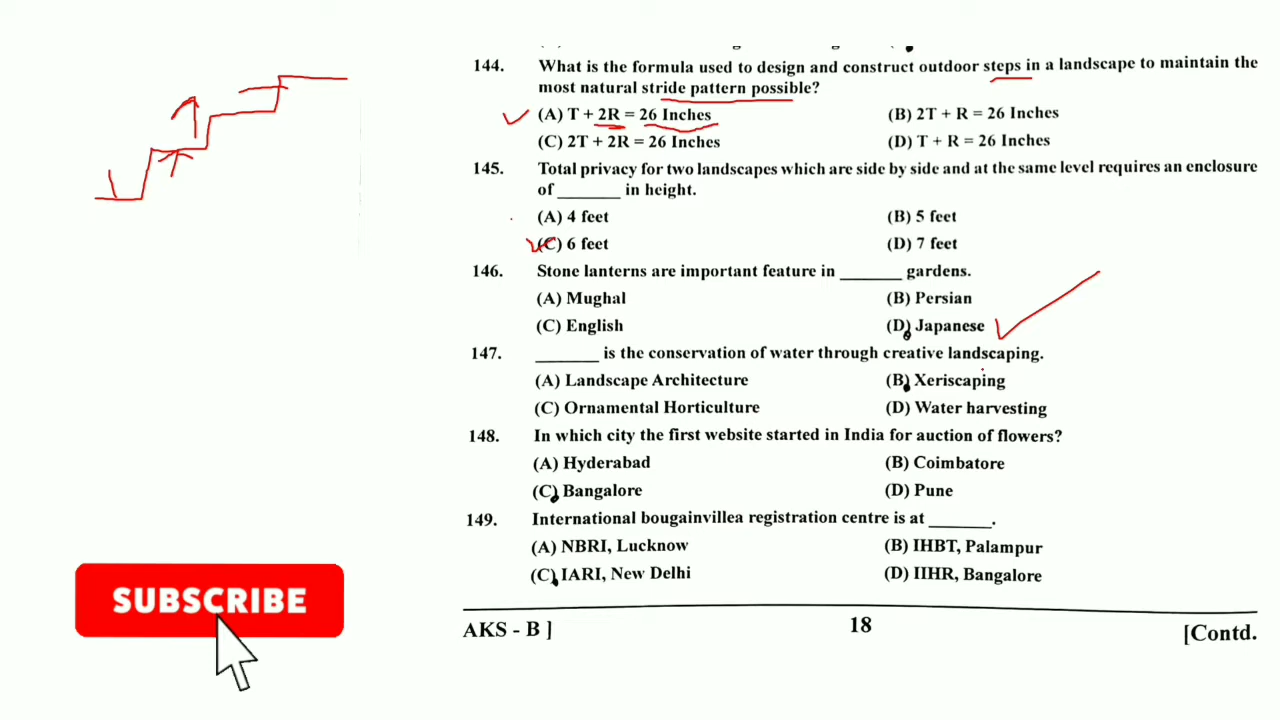 144. What is the formula used to design and construct outdoor steps in a landscape to maintain the
most natural stride pattern possible?
(A) T + 2R = 26 Inches (B) 2T + R = 26 Inches
(C) 2T + 2R = 26 Inches (D) T + R = 26 Inches
145. Total privacy for two landscapes which are side by side and at the same level requires an enclosure
of ______ in height.
(A) 4 feet (B) 5 feet
(C) 6 feet (D) 7 feet
146. Stone lanterns are important feature in ______ gardens.
(A) Mughal (B) Persian
(C) English (D) Japanese
147. ______ is the conservation of water through creative landscaping.
(A) Landscape Architecture (B) Xeriscaping
(C) Ornamental Horticulture (D) Water harvesting
148. In which city the first website started in India for auction of flowers?
(A) Hyderabad (B) Coimbatore
(C) Bangalore (D) Pune
149. International bougainvillea registration centre is at ______.
(A) NBRI, Lucknow (B) IHBT, Palampur
(C) IARI, New Delhi (D) IIHR, Bangalore
SUBSCRIBE
AKS - B ] 18 [Contd.